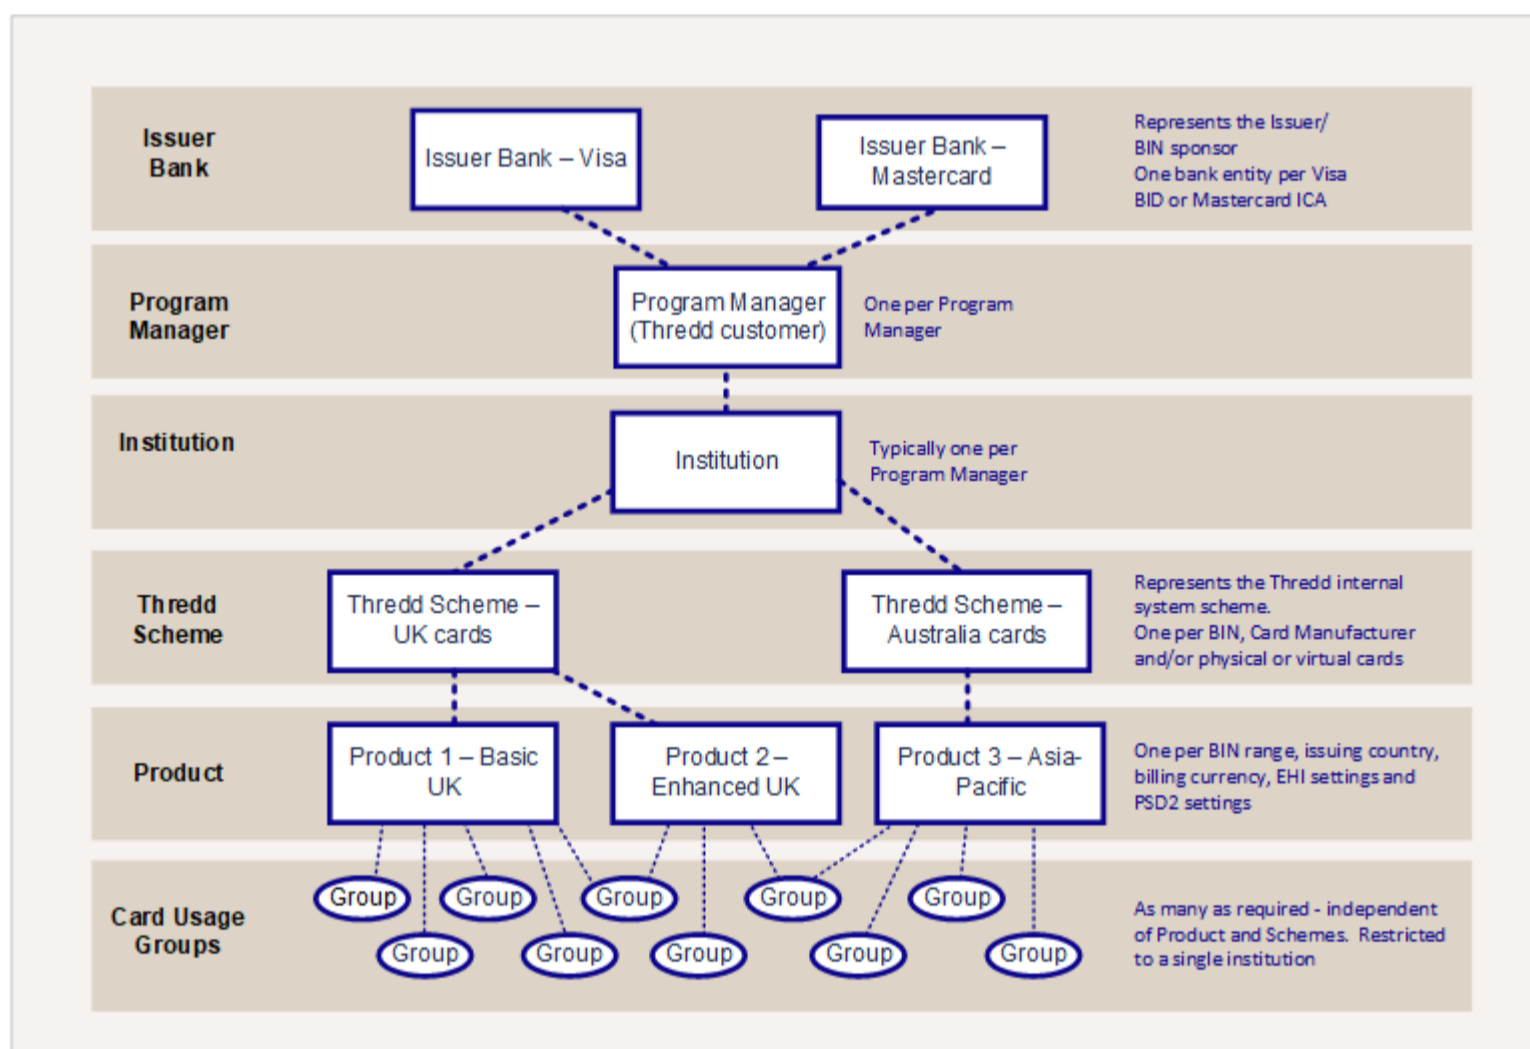 Issuer
Bank
Issuer Bank – Visa
Issuer Bank –
Mastercard
Represents the Issuer/
BIN sponsor
One bank entity per Visa
BID or Mastercard ICA
Program
Manager
Program Manager
(Thredd customer)
One per Program
Manager
Institution
Institution
Typically one per
Program Manager
Thredd
Scheme
Thredd Scheme –
UK cards
Thredd Scheme –
Australia cards
Represents the Thredd internal
system scheme.
One per BIN, Card Manufacturer
and/or physical or virtual cards
Product
Product 1 – Basic
UK
Product 2 –
Enhanced UK
Product 3 – Asia-
Pacific
One per BIN range, issuing country,
billing currency, EHI settings and
PSD2 settings
Card Usage
Groups
Group
Group
Group
Group
Group
Group
Group
Group
Group
Group
As many as required - independent
of Product and Schemes. Restricted
to a single institution